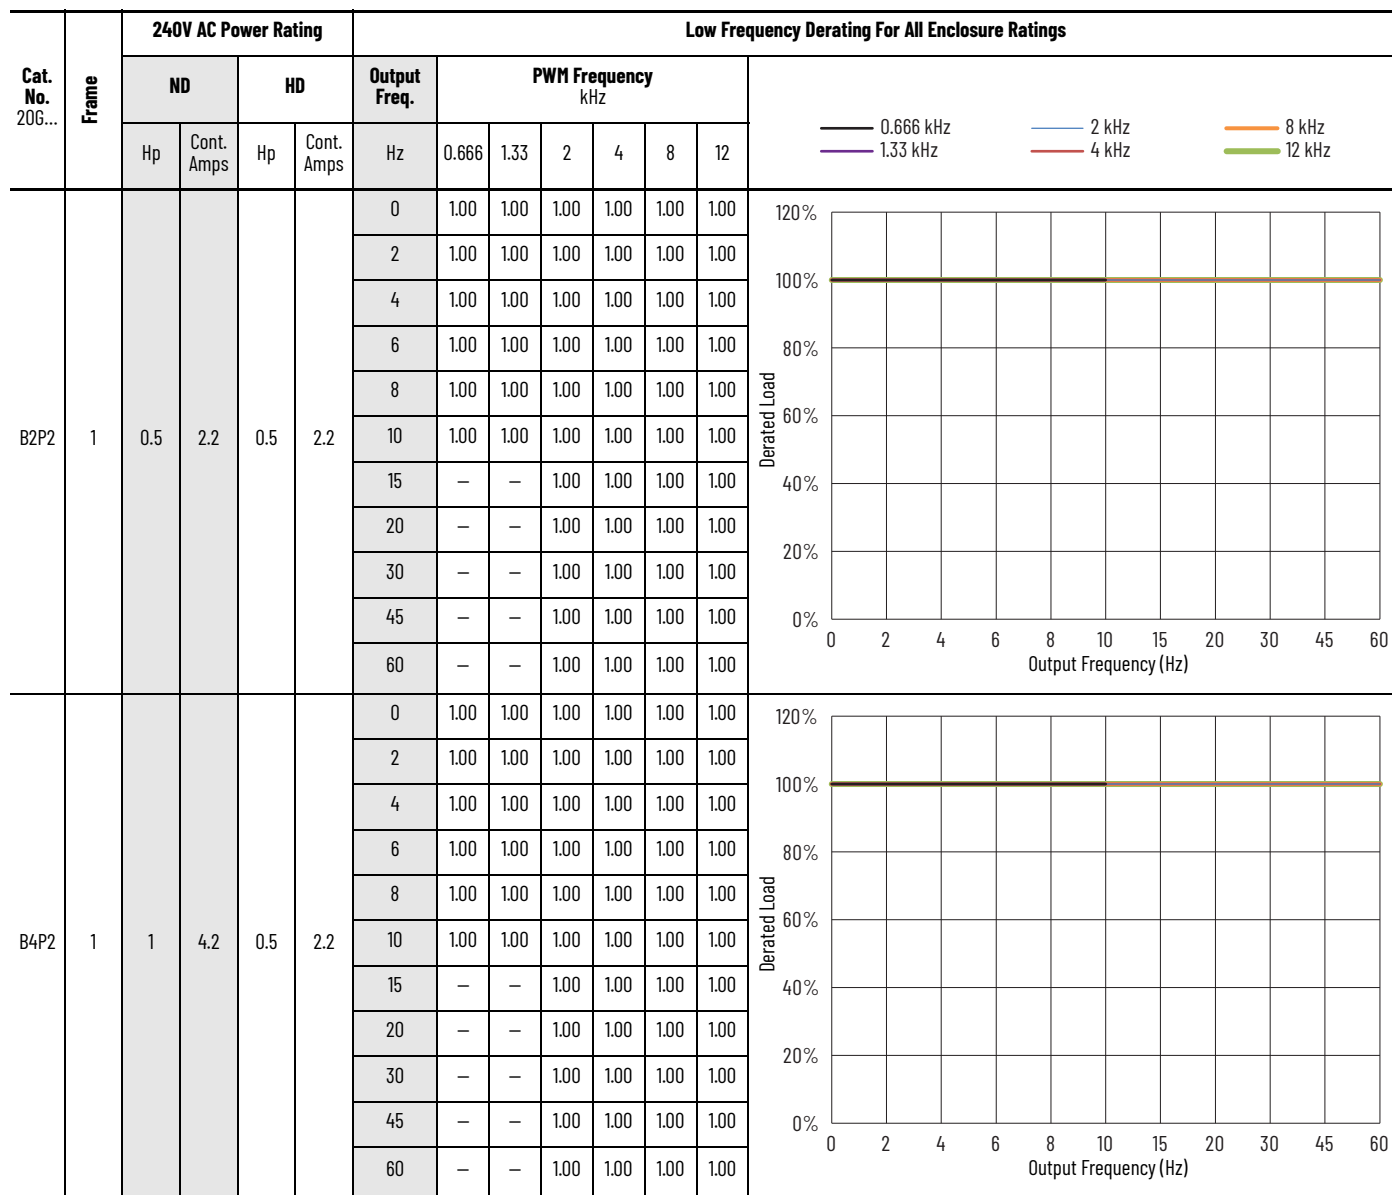 240V AC Power Rating Low Frequency Derating For All Enclosure Ratings
Cat. No. 20G... Frame ND HD Output Freq. PWM Frequency kHz
Hp Cont. Amps Hp Cont. Amps Hz 0.666 1.33 2 4 8 12
0.666 kHz 2 kHz 8 kHz
1.33 kHz 4 kHz 12 kHz
B2P2 1 0.5 2.2 0.5 2.2
0 1.00 1.00 1.00 1.00 1.00 1.00
2 1.00 1.00 1.00 1.00 1.00 1.00
4 1.00 1.00 1.00 1.00 1.00 1.00
6 1.00 1.00 1.00 1.00 1.00 1.00
8 1.00 1.00 1.00 1.00 1.00 1.00
10 1.00 1.00 1.00 1.00 1.00 1.00
15 – – 1.00 1.00 1.00 1.00
20 – – 1.00 1.00 1.00 1.00
30 – – 1.00 1.00 1.00 1.00
45 – – 1.00 1.00 1.00 1.00
60 – – 1.00 1.00 1.00 1.00
120%
100%
80%
60%
40%
20%
0%
Derated Load
0 2 4 6 8 10 15 20 30 45 60
Output Frequency (Hz)
B4P2 1 1 4.2 0.5 2.2
0 1.00 1.00 1.00 1.00 1.00 1.00
2 1.00 1.00 1.00 1.00 1.00 1.00
4 1.00 1.00 1.00 1.00 1.00 1.00
6 1.00 1.00 1.00 1.00 1.00 1.00
8 1.00 1.00 1.00 1.00 1.00 1.00
10 1.00 1.00 1.00 1.00 1.00 1.00
15 – – 1.00 1.00 1.00 1.00
20 – – 1.00 1.00 1.00 1.00
30 – – 1.00 1.00 1.00 1.00
45 – – 1.00 1.00 1.00 1.00
60 – – 1.00 1.00 1.00 1.00
120%
100%
80%
60%
40%
20%
0%
Derated Load
0 2 4 6 8 10 15 20 30 45 60
Output Frequency (Hz)